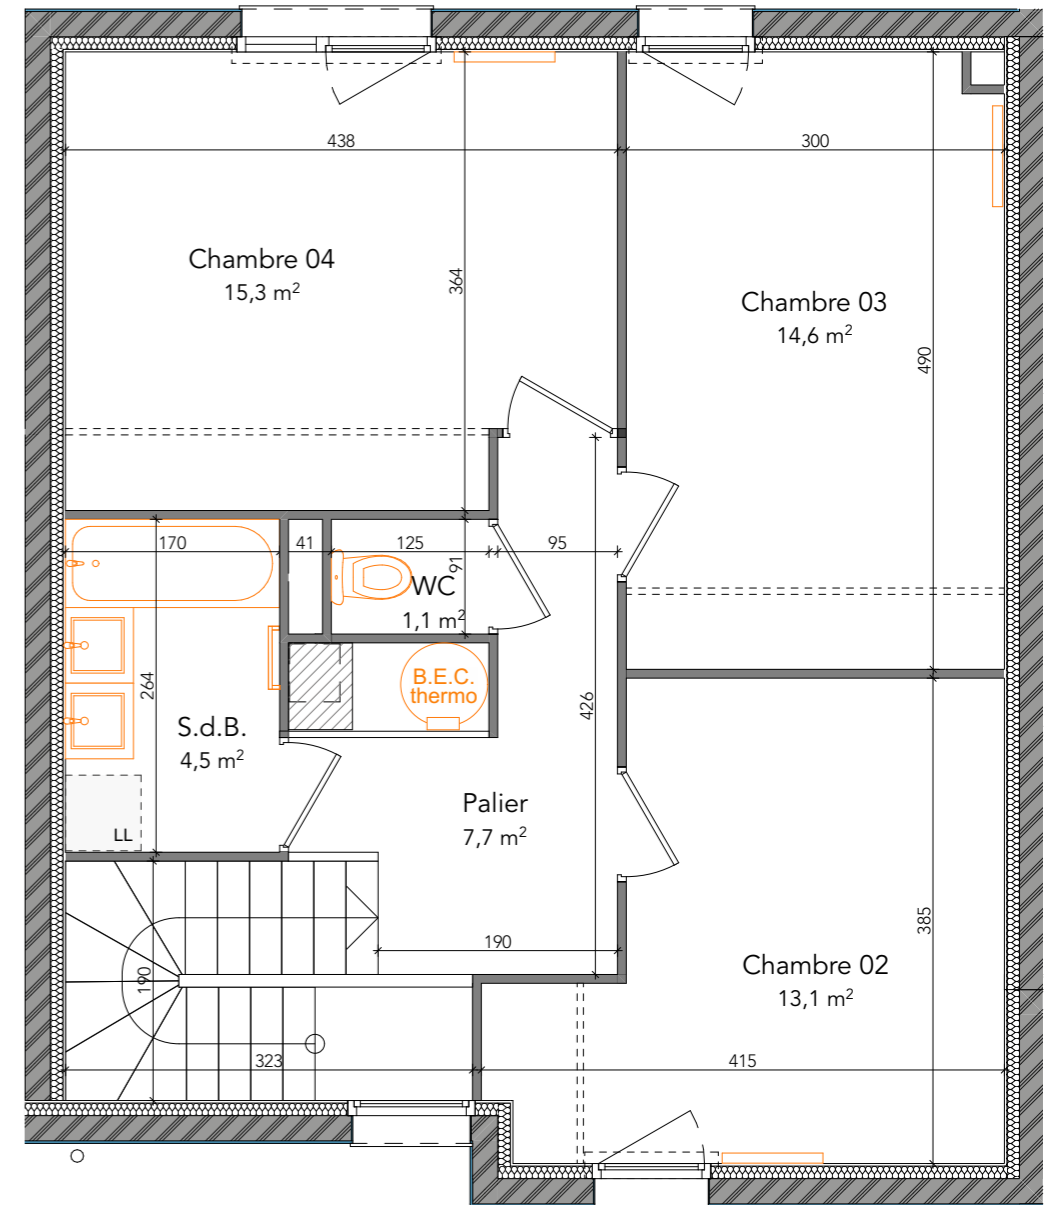 438
300
Chambre 04
15,3 m²
364
Chambre 03
14,6 m²
490
170
41
125
91
95
WC
1,1 m²
264
B.E.C.
thermo
426
S.d.B.
4,5 m²
Palier
7,7 m²
LL
385
190
190
Chambre 02
13,1 m²
323
415